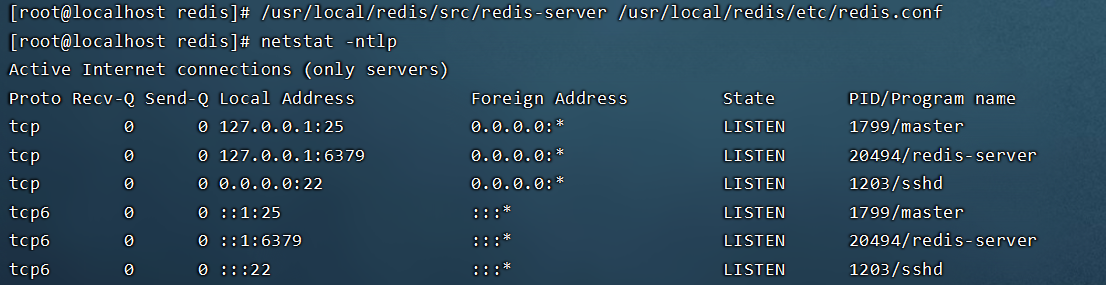 [root@localhost redis]# /usr/local/redis/src/redis-server /usr/local/redis/etc/redis.conf
[root@localhost redis]# netstat -ntlp
Active Internet connections (only servers)
Proto Recv-Q Send-Q Local Address           Foreign Address         State       PID/Program name
tcp        0      0 127.0.0.1:25            0.0.0.0:*               LISTEN      1799/master
tcp        0      0 127.0.0.1:6379          0.0.0.0:*               LISTEN      20494/redis-server
tcp        0      0 0.0.0.0:22              0.0.0.0:*               LISTEN      1203/sshd
tcp6       0      0 ::1:25                  :::*                    LISTEN      1799/master
tcp6       0      0 ::1:6379                :::*                    LISTEN      20494/redis-server
tcp6       0      0 :::22                   :::*                    LISTEN      1203/sshd